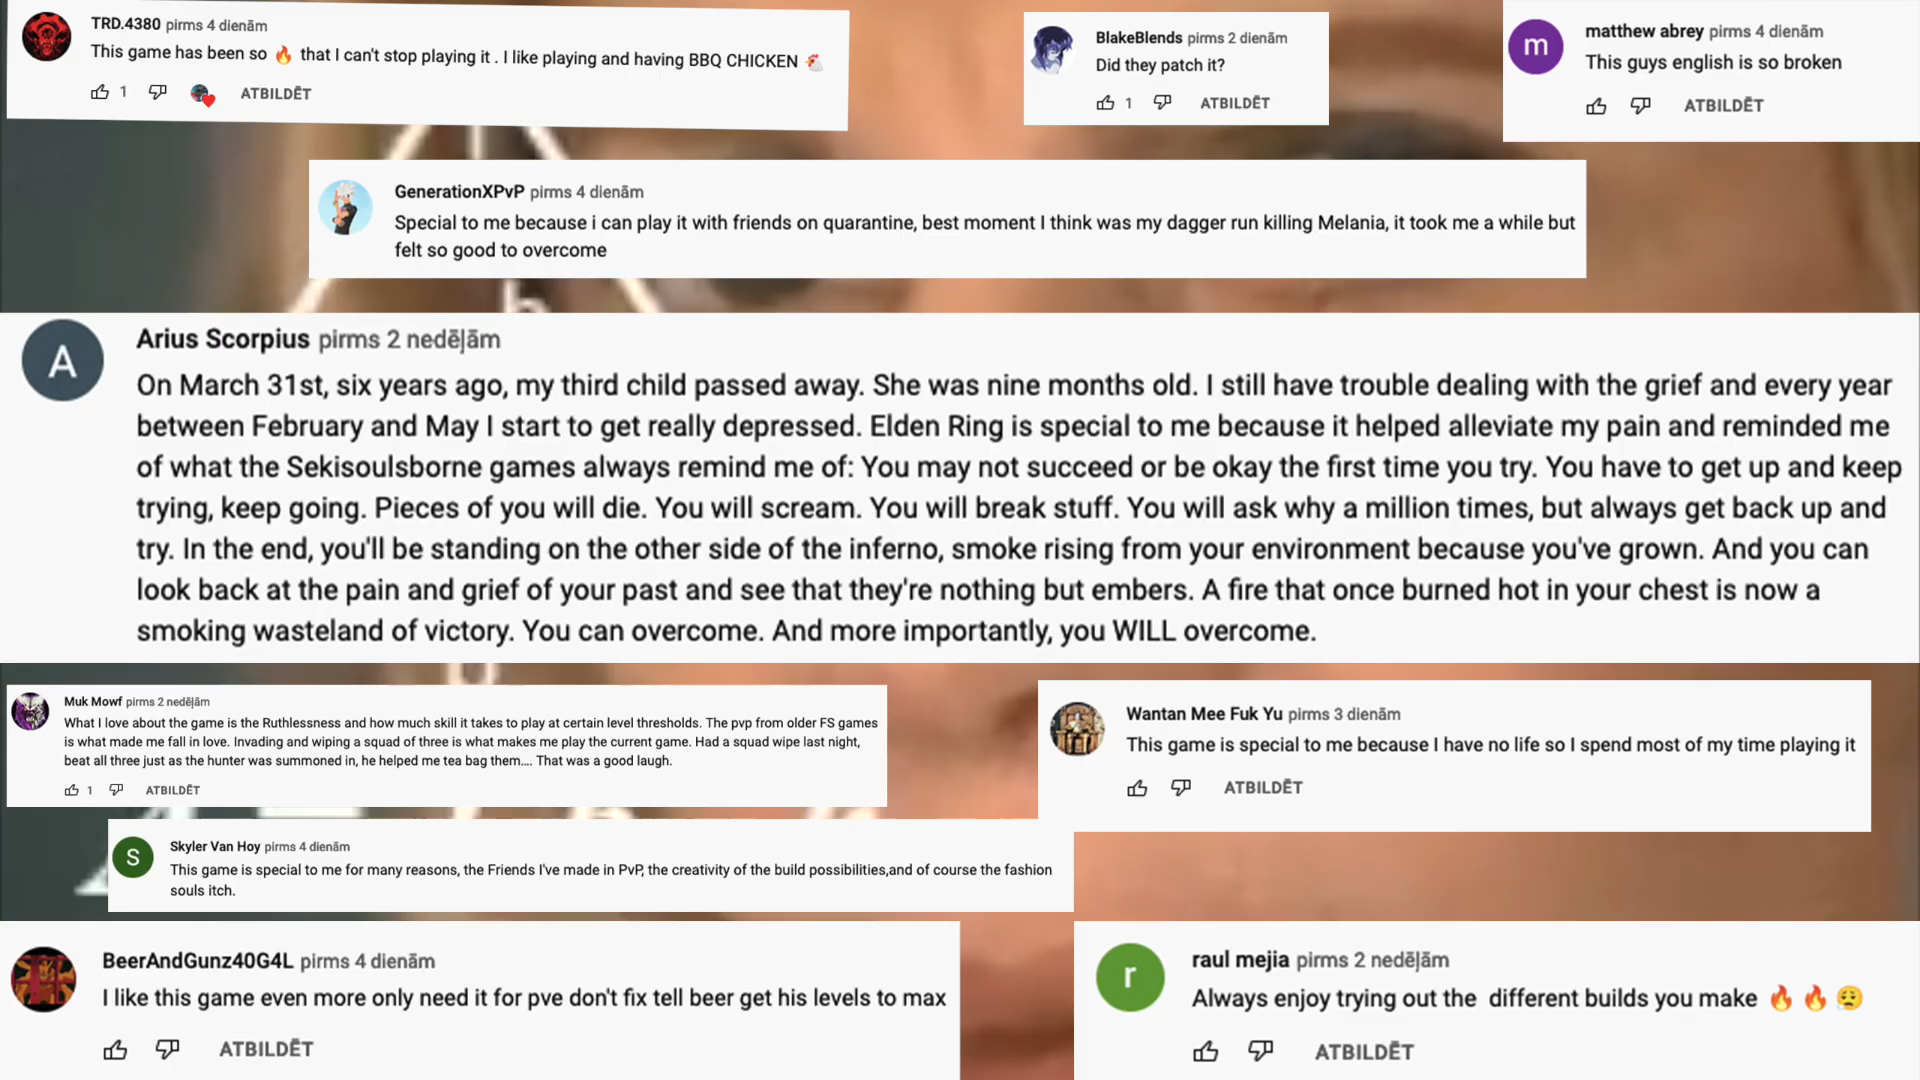 TRD.4380 pirms 4 dienām
This game has been so 🔥 that I can't stop playing it . I like playing and having BBQ CHICKEN 🐔
1 ATBILDĒT
BlakeBlends pirms 2 dienām
Did they patch it?
1 ATBILDĒT
m
matthew abrey pirms 4 dienām
This guys english is so broken
ATBILDĒT
GenerationXPvP pirms 4 dienām
Special to me because i can play it with friends on quarantine, best moment I think was my dagger run killing Melania, it took me a while but
felt so good to overcome
A
Arius Scorpius pirms 2 nedēļām
On March 31st, six years ago, my third child passed away. She was nine months old. I still have trouble dealing with the grief and every year
between February and May I start to get really depressed. Elden Ring is special to me because it helped alleviate my pain and reminded me
of what the Sekisoulsborne games always remind me of: You may not succeed or be okay the first time you try. You have to get up and keep
trying, keep going. Pieces of you will die. You will scream. You will break stuff. You will ask why a million times, but always get back up and
try. In the end, you'll be standing on the other side of the inferno, smoke rising from your environment because you've grown. And you can
look back at the pain and grief of your past and see that they're nothing but embers. A fire that once burned hot in your chest is now a
smoking wasteland of victory. You can overcome. And more importantly, you WILL overcome.
Muk Mowf pirms 2 nedēļām
What I love about the game is the Ruthlessness and how much skill it takes to play at certain level thresholds. The pvp from older FS games
is what made me fall in love. Invading and wiping a squad of three is what makes me play the current game. Had a squad wipe last night,
beat all three just as the hunter was summoned in, he helped me tea bag them.... That was a good laugh.
1 ATBILDĒT
Wantan Mee Fuk Yu pirms 3 dienām
This game is special to me because I have no life so I spend most of my time playing it
ATBILDĒT
S
Skyler Van Hoy pirms 4 dienām
This game is special to me for many reasons, the Friends I've made in PvP, the creativity of the build possibilities,and of course the fashion
souls itch.
BeerAndGunz40G4L pirms 4 dienām
I like this game even more only need it for pve don't fix tell beer get his levels to max
ATBILDĒT
r
raul mejia pirms 2 nedēļām
Always enjoy trying out the different builds you make 🔥 🔥 😮‍💨
ATBILDĒT